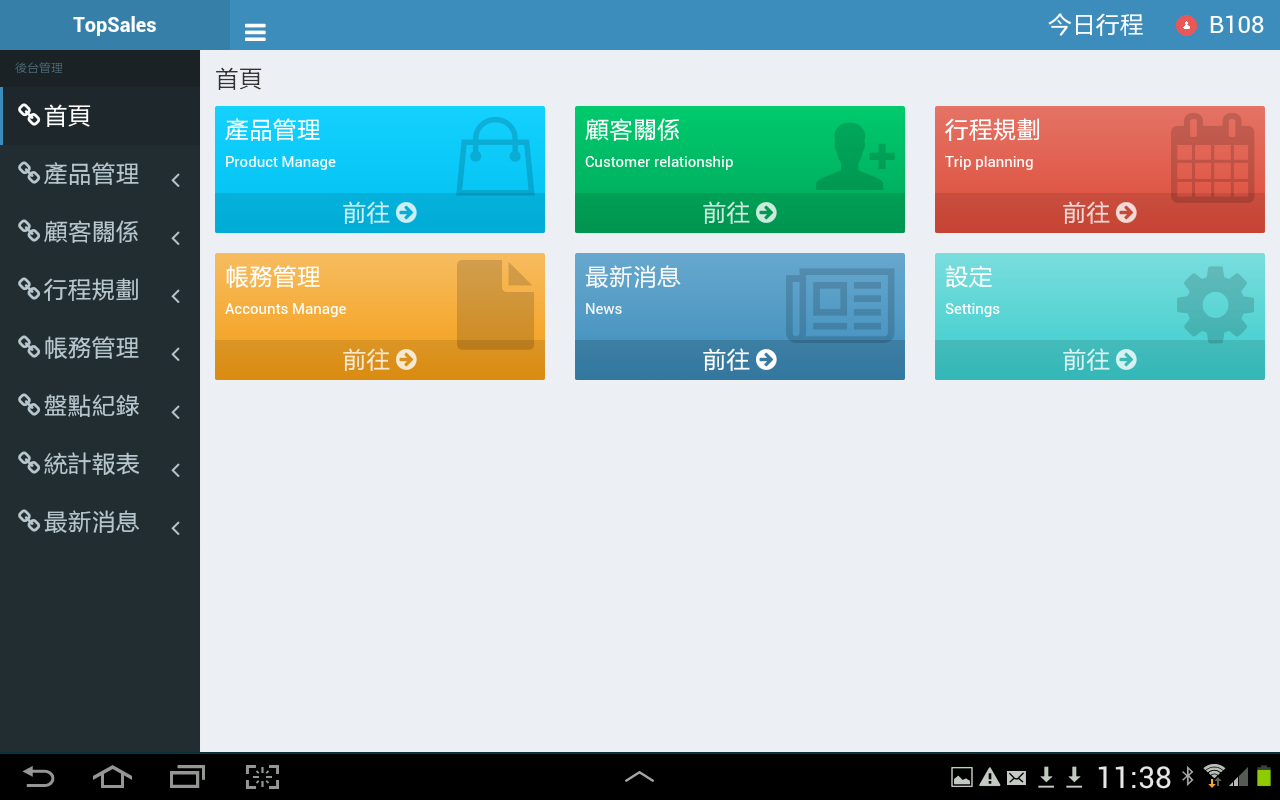 TopSales
今日行程
B108
後台管理
首頁
產品管理
顧客關係
行程規劃
帳務管理
盤點紀錄
統計報表
最新消息
首頁
產品管理
Product Manage
前往
顧客關係
Customer relationship
前往
行程規劃
Trip planning
前往
帳務管理
Accounts Manage
前往
最新消息
News
前往
設定
Settings
前往
11:38